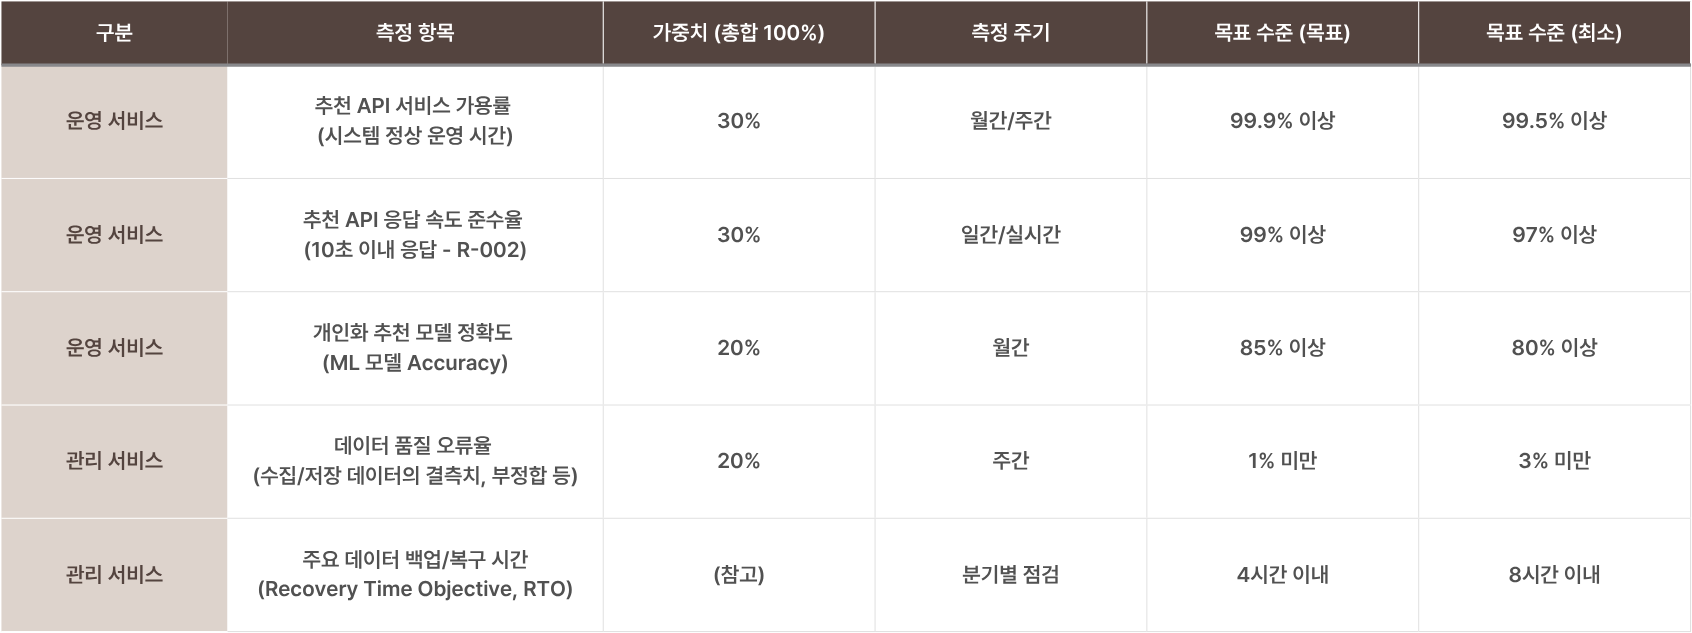 구분
측정 항목
가중치 (총합 100%)
측정 주기
목표 수준 (목표)
목표 수준 (최소)
운영 서비스
추천 API 서비스 가용률
(시스템 정상 운영 시간)
30%
월간/주간
99.9% 이상
99.5% 이상
운영 서비스
추천 API 응답 속도 준수율
(10초 이내 응답 - R-002)
30%
일간/실시간
99% 이상
97% 이상
운영 서비스
개인화 추천 모델 정확도
(ML 모델 Accuracy)
20%
월간
85% 이상
80% 이상
관리 서비스
데이터 품질 오류율
(수집/저장 데이터의 결측치, 부정합 등)
20%
주간
1% 미만
3% 미만
관리 서비스
주요 데이터 백업/복구 시간
(Recovery Time Objective, RTO)
(참고)
분기별 점검
4시간 이내
8시간 이내